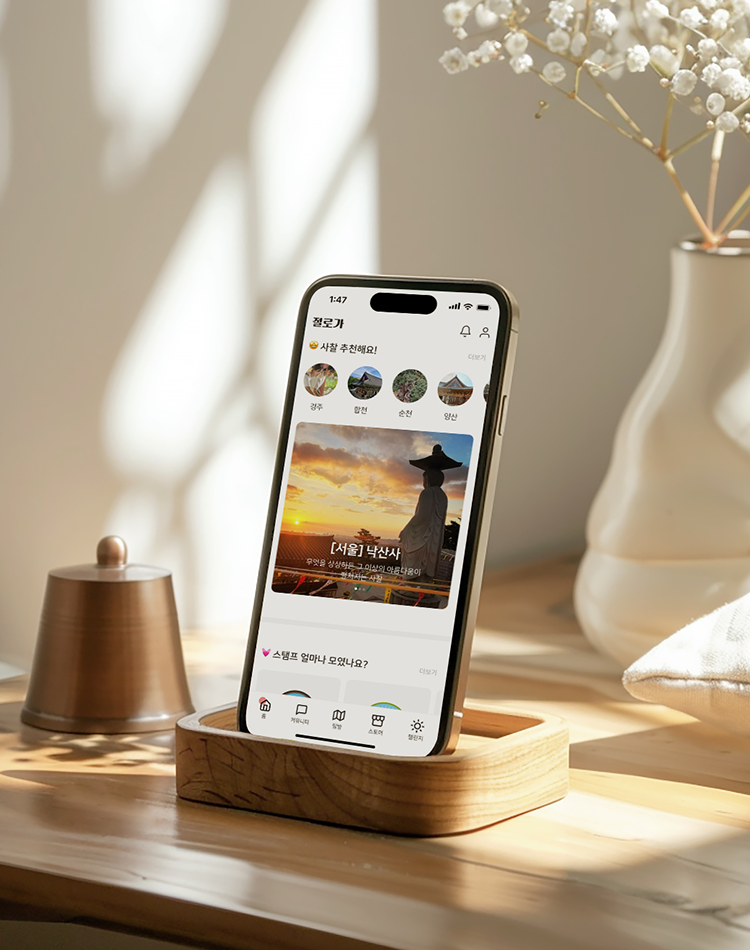 1:47
절로가
🤩 사찰 추천해요!
더보기
경주 합천 순천 양산
[서울] 낙산사
무엇을 상상하든 그 이상의 아름다움이
펼쳐지는 사찰
💓 스탬프 얼마나 모였나요?
더보기
홈 커뮤니티 탐방 스토어 캘린지